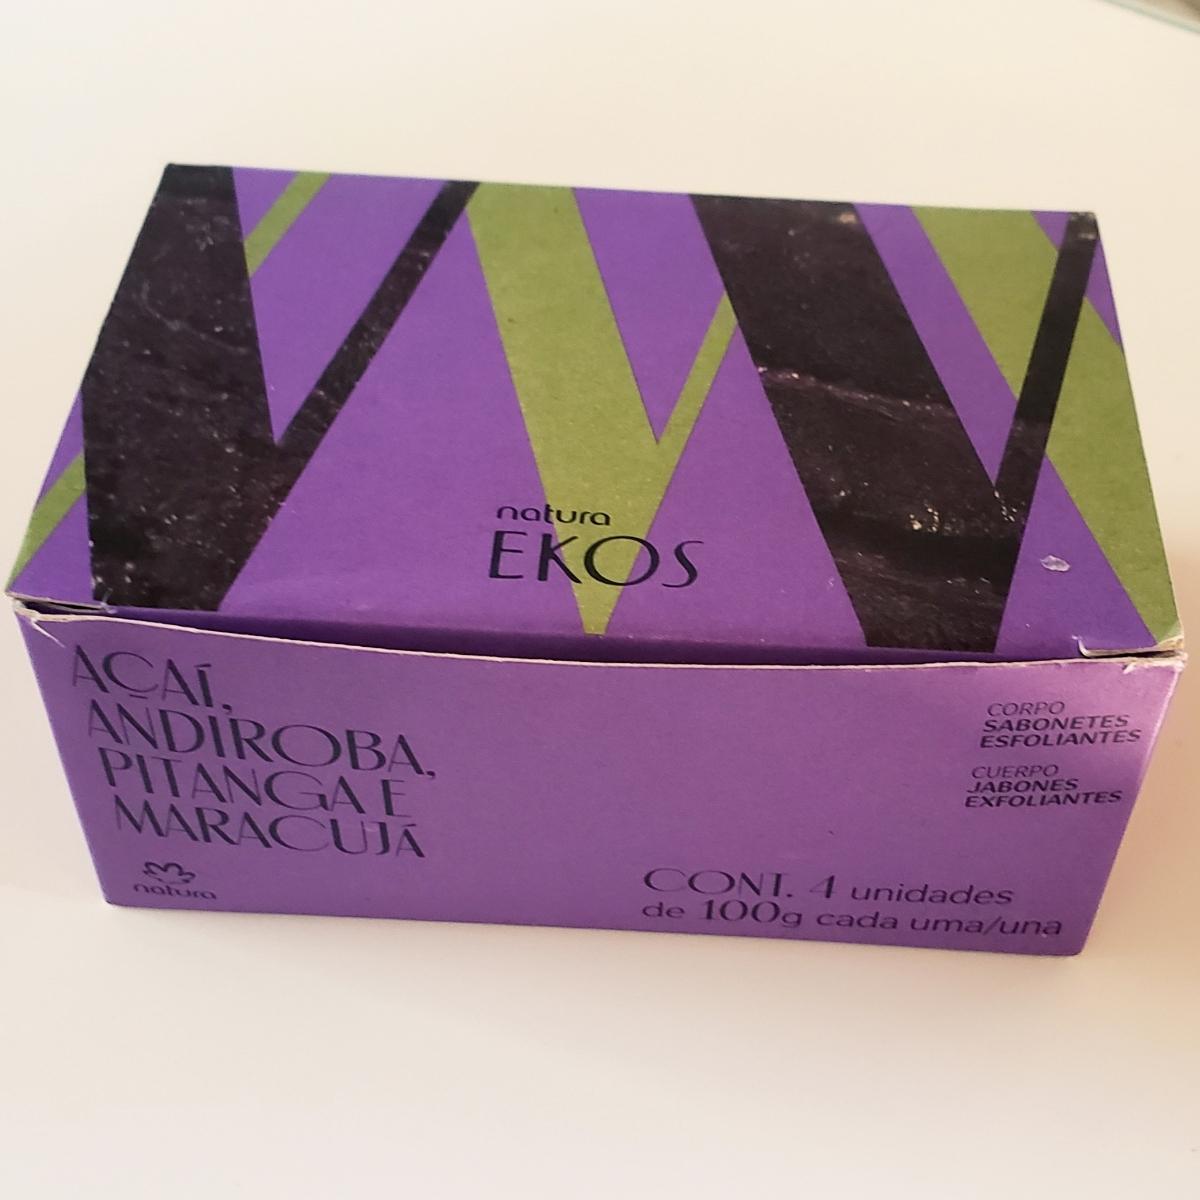 natura
EKOS
AÇAÍ,
ANDIROBA,
PITANGA E
MARACUJÁ
natura
CORPO
SABONETES
ESFOLIANTES
CUERPO
JABONES
EXFOLIANTES
CONT. 4 unidades
de 100g cada uma/una